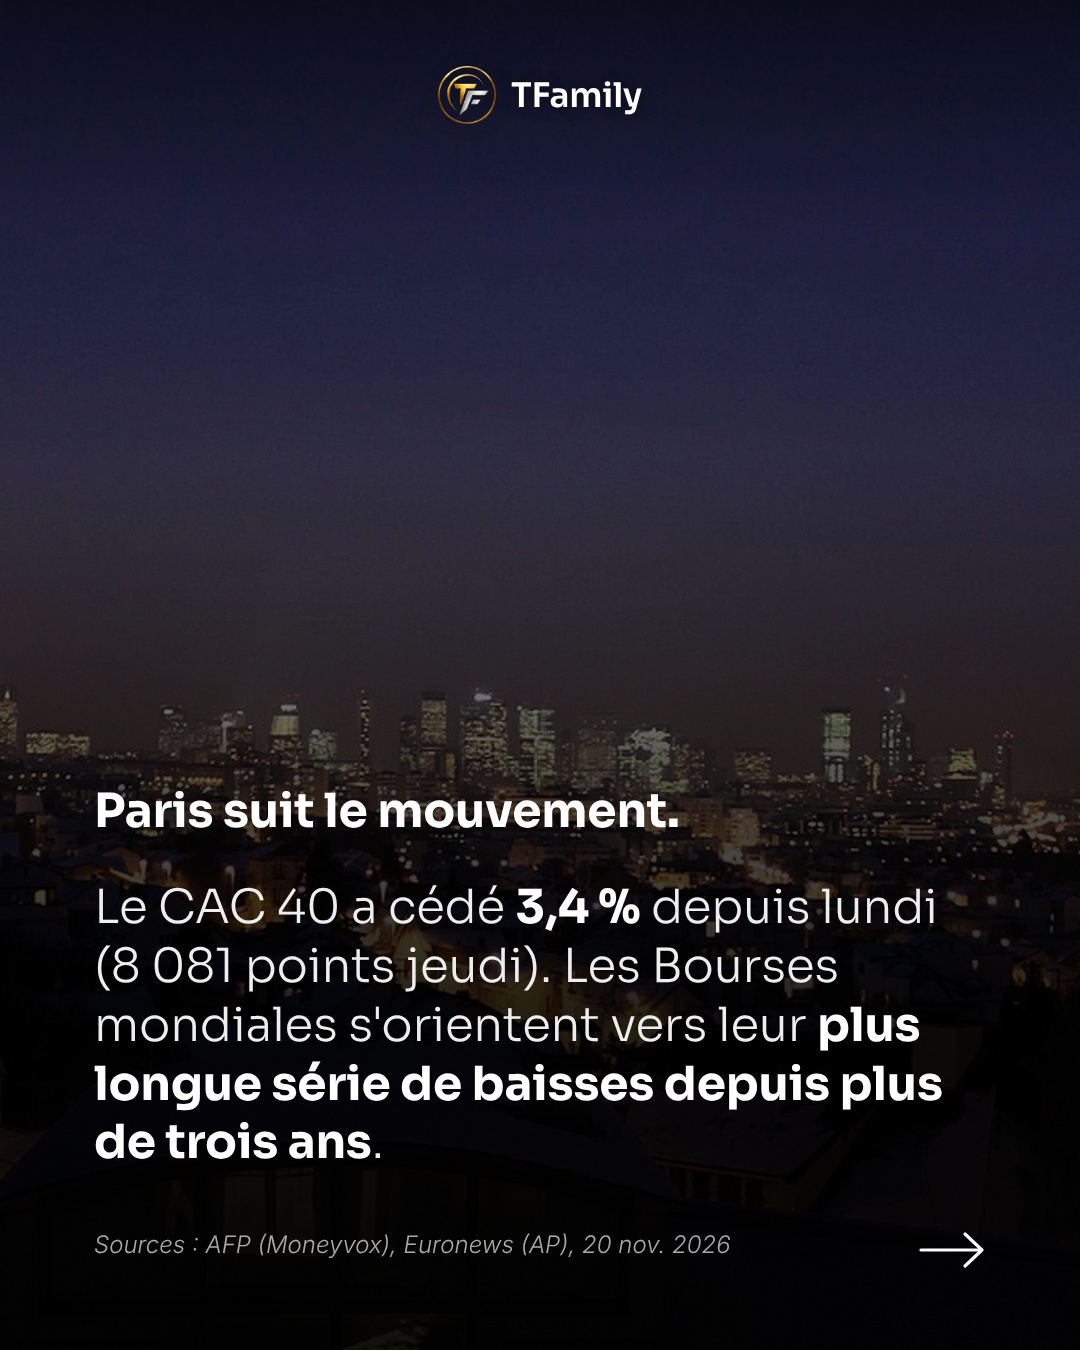 TFamily
Paris suit le mouvement.
Le CAC 40 a cédé 3,4 % depuis lundi
(8 081 points jeudi). Les Bourses
mondiales s'orientent vers leur plus
longue série de baisses depuis plus
de trois ans.
Sources : AFP (Moneyvox), Euronews (AP), 20 nov. 2026